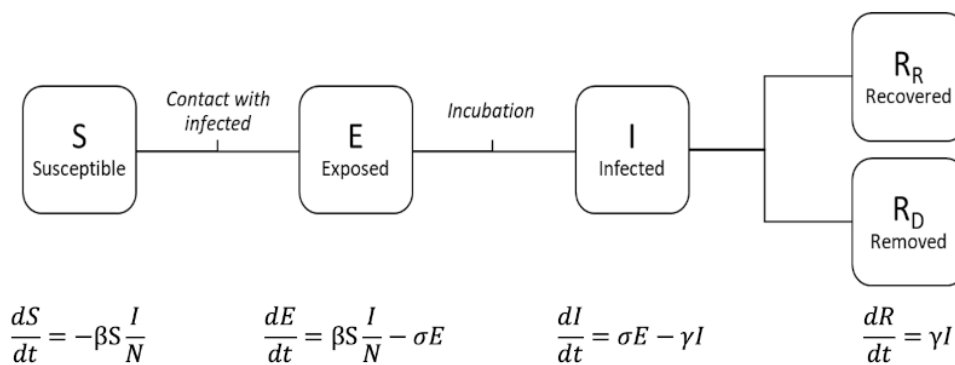 S
Susceptible
Contact with
infected
E
Exposed
Incubation
I
Infected
R_R
Recovered
R_D
Removed
dS/dt = −βS I/N
dE/dt = βS I/N − σE
dI/dt = σE − γI
dR/dt = γI